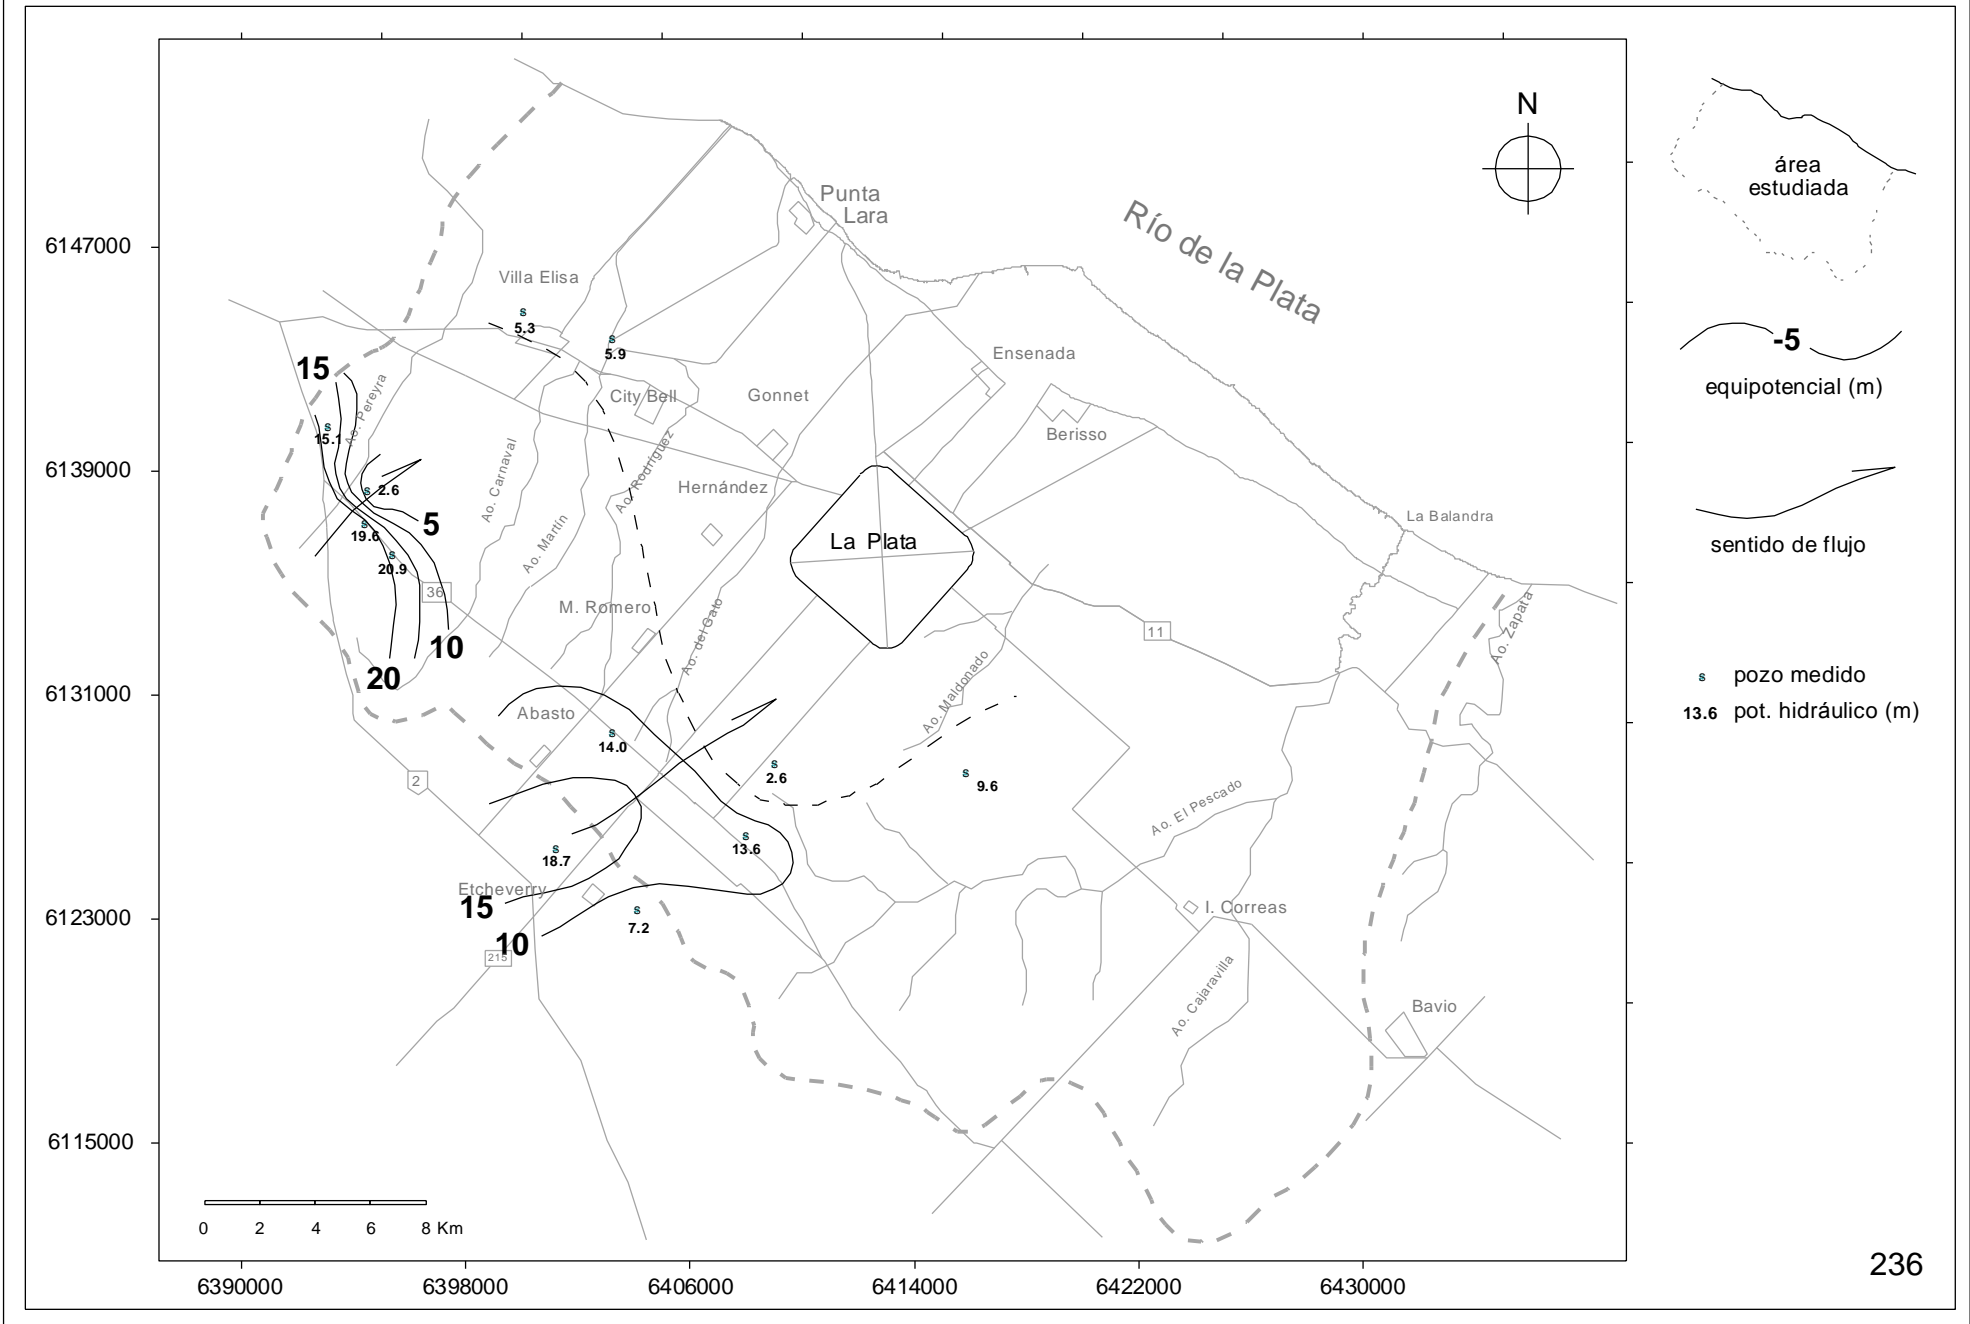 N
Punta
Lara
Río de la Plata
área
estudiada
6147000
Villa Elisa
5.3
5.9
Ensenada
-5
equipotencial (m)
15
Ao. Pereyra
City Bell
Gonnet
Berisso
15.1
6139000
Ao. Carnaval
Ao. Rodríguez
Hernández
2.6
5
La Balandra
sentido de flujo
19.6
Ao. Martín
La Plata
20.9
36
M. Romero
Ao. del Gato
11
Ao. Zapata
10
20
Ao. Maldonado
pozo medido
13.6 pot. hidráulico (m)
6131000
Abasto
14.0
2
2.6
9.6
Ao. El Pescado
13.6
18.7
Etcheverry
15
I. Correas
6123000
7.2
10
215
Ao. Cajaravilla
Bavio
6115000
0 2 4 6 8 Km
236
6390000 6398000 6406000 6414000 6422000 6430000